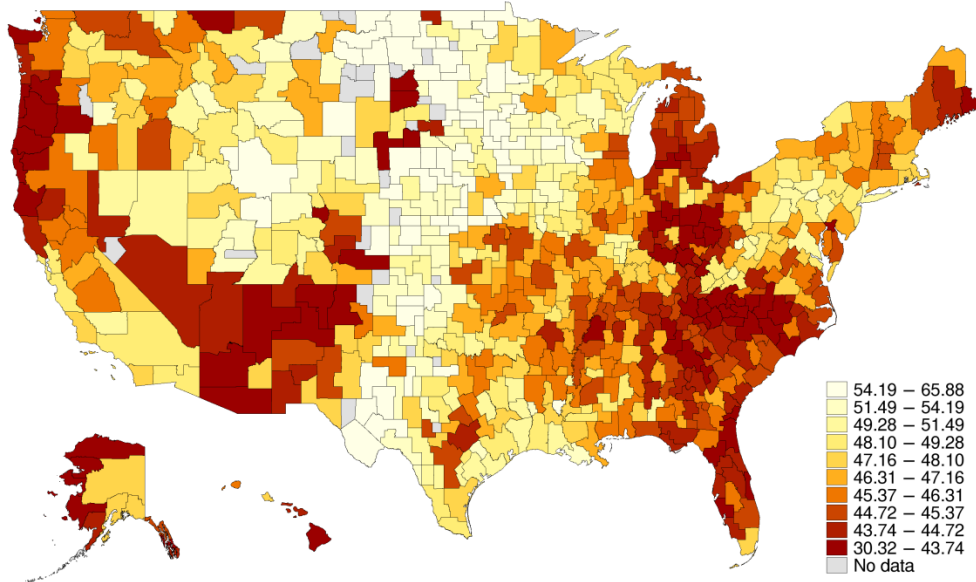 54.19 – 65.88
51.49 – 54.19
49.28 – 51.49
48.10 – 49.28
47.16 – 48.10
46.31 – 47.16
45.37 – 46.31
44.72 – 45.37
43.74 – 44.72
30.32 – 43.74
No data